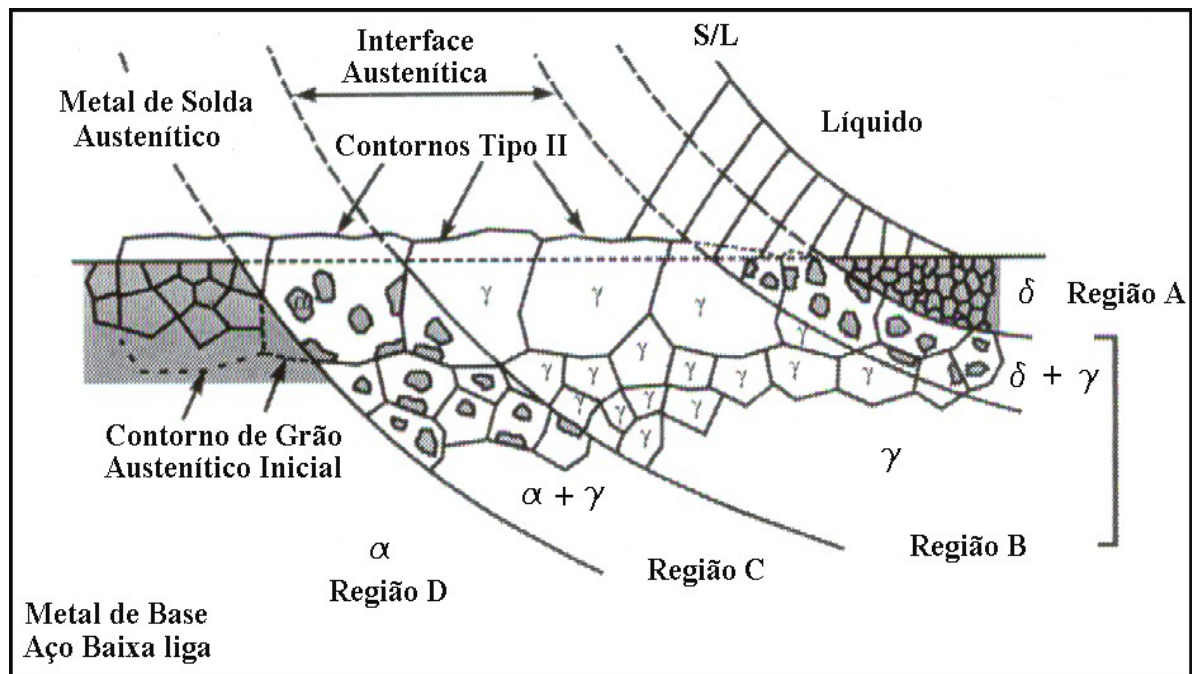 S/L
Interface
Austenítica
Metal de Solda
Austenítico
Líquido
Contornos Tipo II
γ γ γ
δ Região A
γ
γ γ γ γ γ γ γ
γ γ γ γ
γ γ
δ + γ
Contorno de Grão
Austenítico Inicial
γ
α + γ
α
Região B
Região C
Região D
Metal de Base
Aço Baixa liga